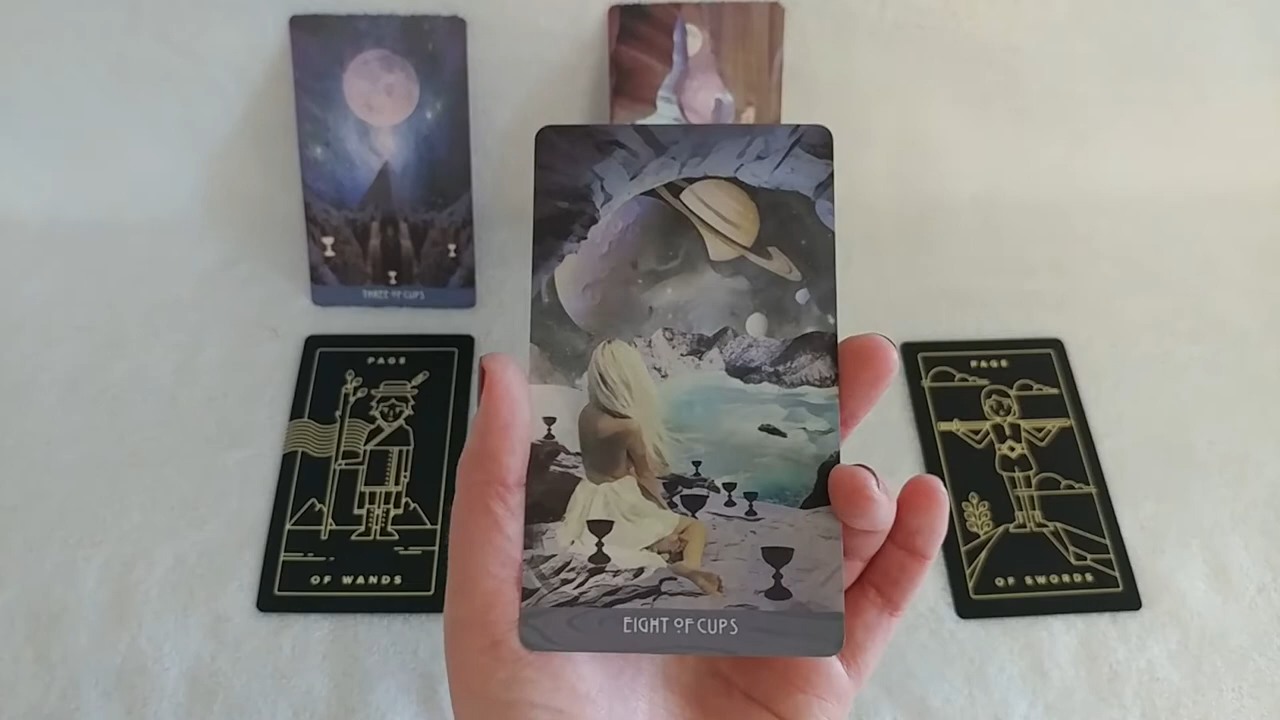 THREE OF CUPS
PAGE
OF WANDS
EIGHT OF CUPS
PAGE
OF SWORDS